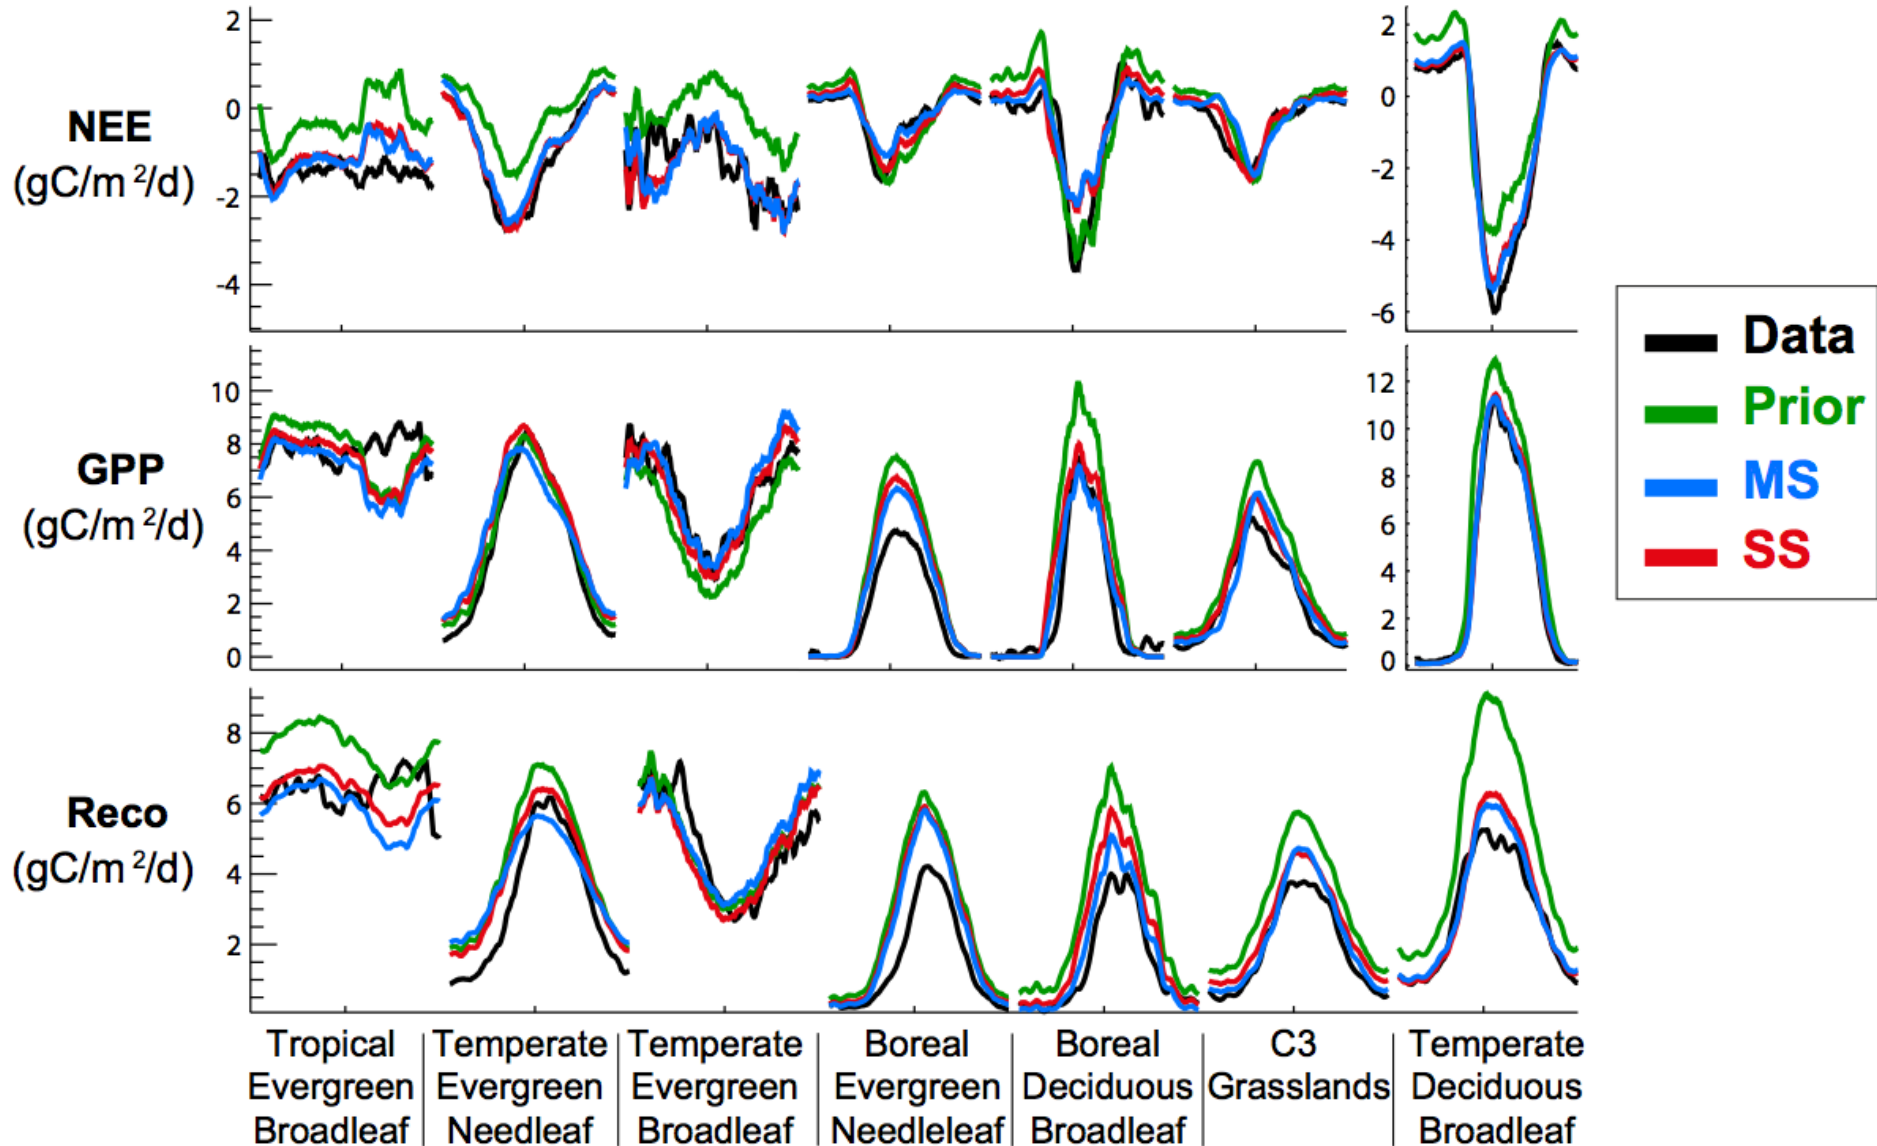 NEE
(gC/m²/d)
2
0
-2
-4
2
0
-2
-4
-6
GPP
(gC/m²/d)
10
8
6
4
2
0
12
10
8
6
4
2
0
Reco
(gC/m²/d)
8
6
4
2
Data
Prior
MS
SS
Tropical
Evergreen
Broadleaf
Temperate
Evergreen
Needleaf
Temperate
Evergreen
Broadleaf
Boreal
Evergreen
Needleleaf
Boreal
Deciduous
Broadleaf
C3
Grasslands
Temperate
Deciduous
Broadleaf